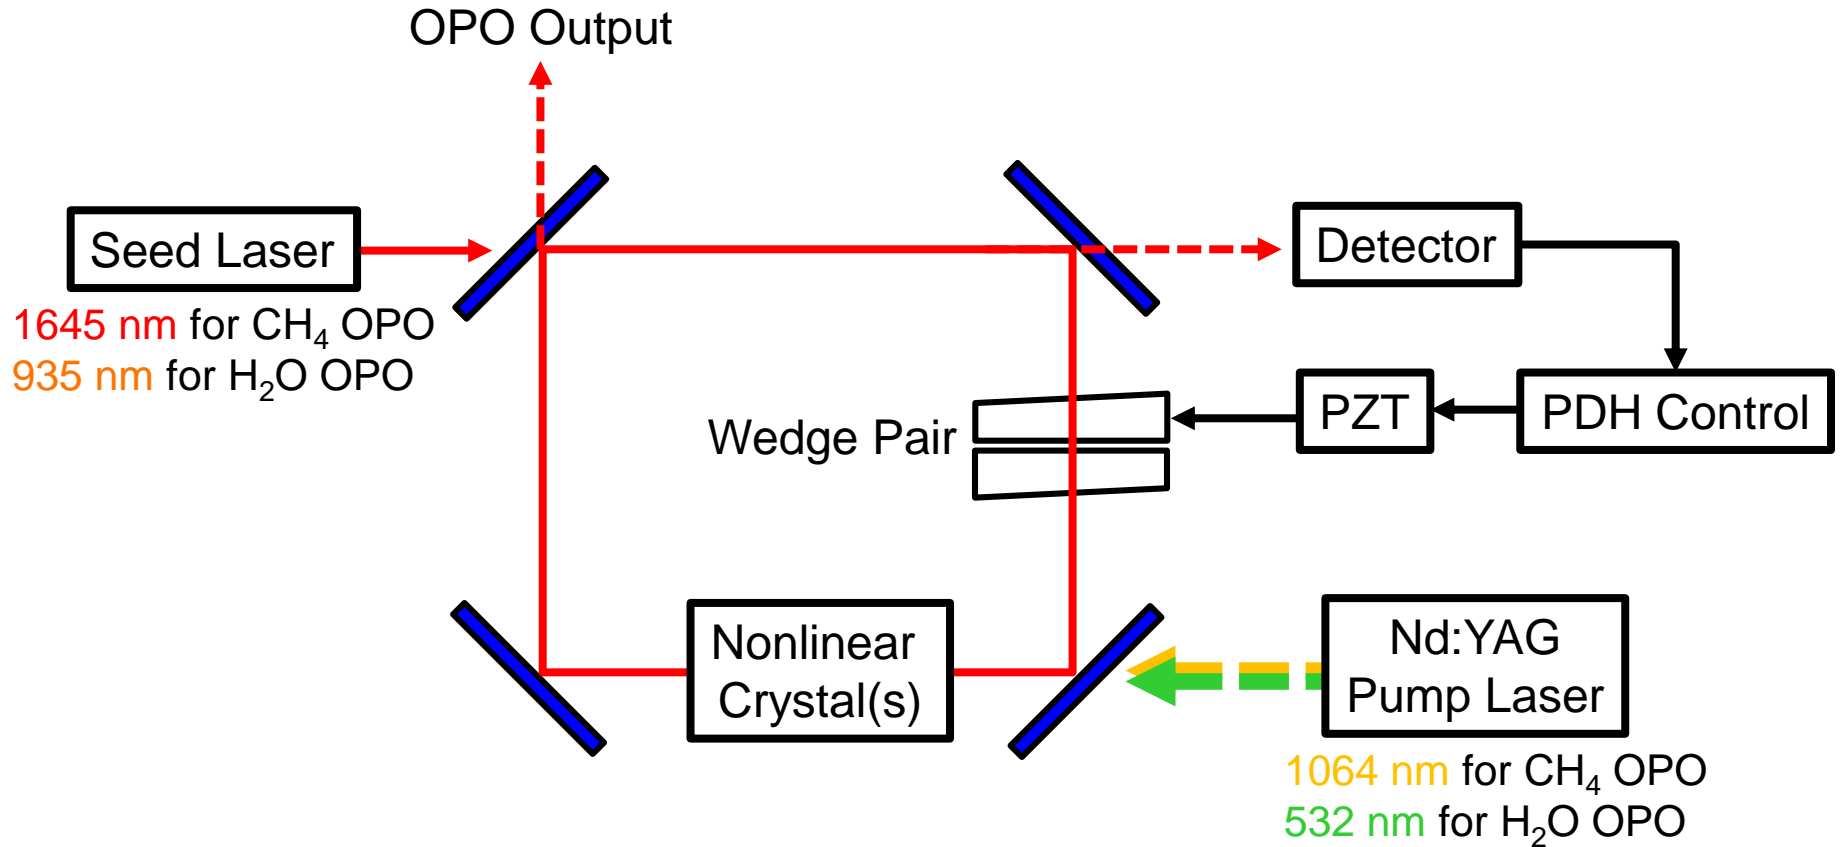 OPO Output
Seed Laser
1645 nm for CH₄ OPO
935 nm for H₂O OPO
Detector
Wedge Pair
PZT
PDH Control
Nonlinear
Crystal(s)
Nd:YAG
Pump Laser
1064 nm for CH₄ OPO
532 nm for H₂O OPO